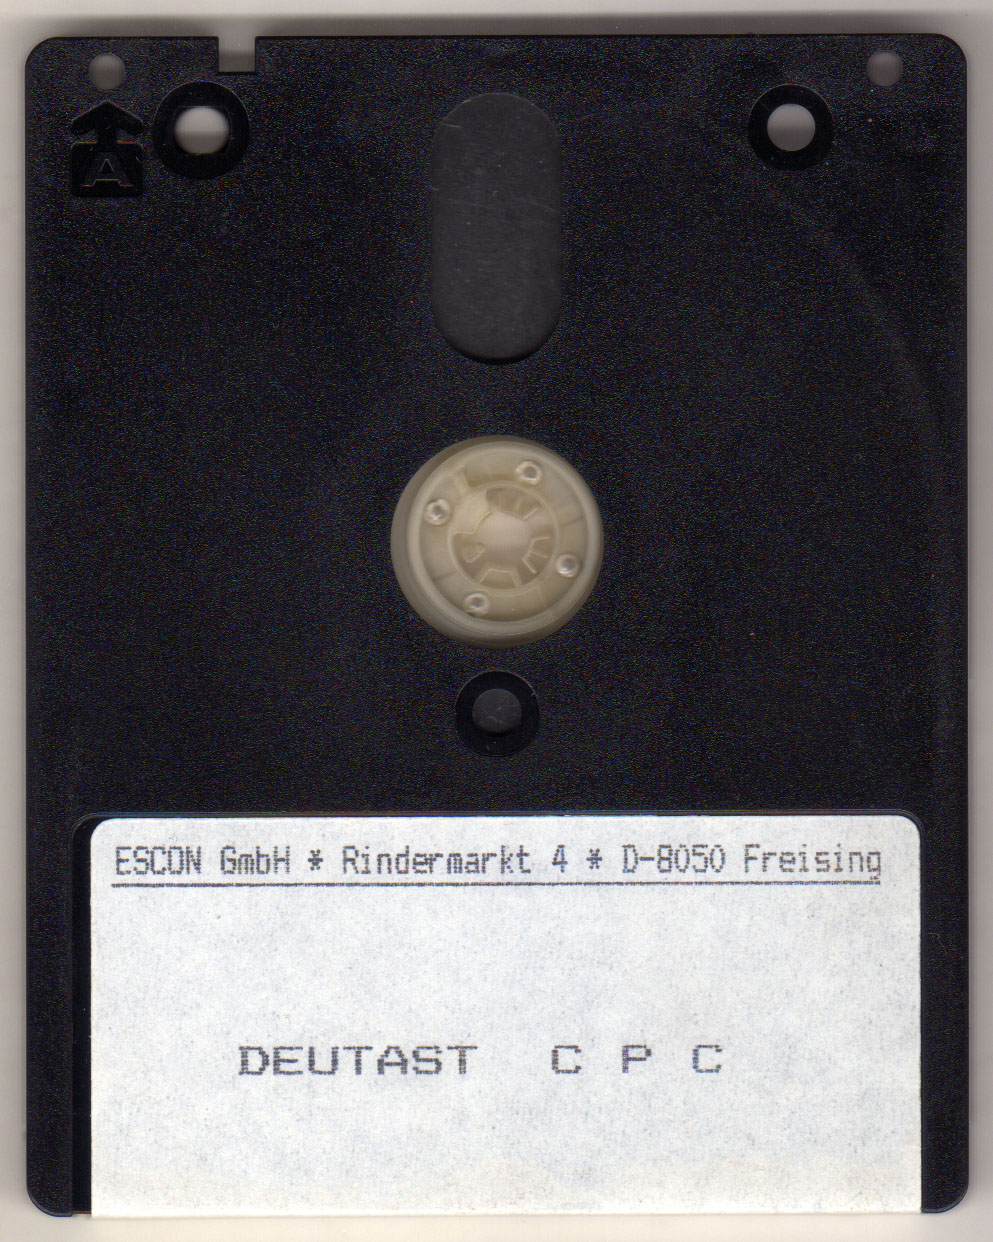 A
ESCON GmbH * Rindermarkt 4 * D-8050 Freising
DEUTAST C P C